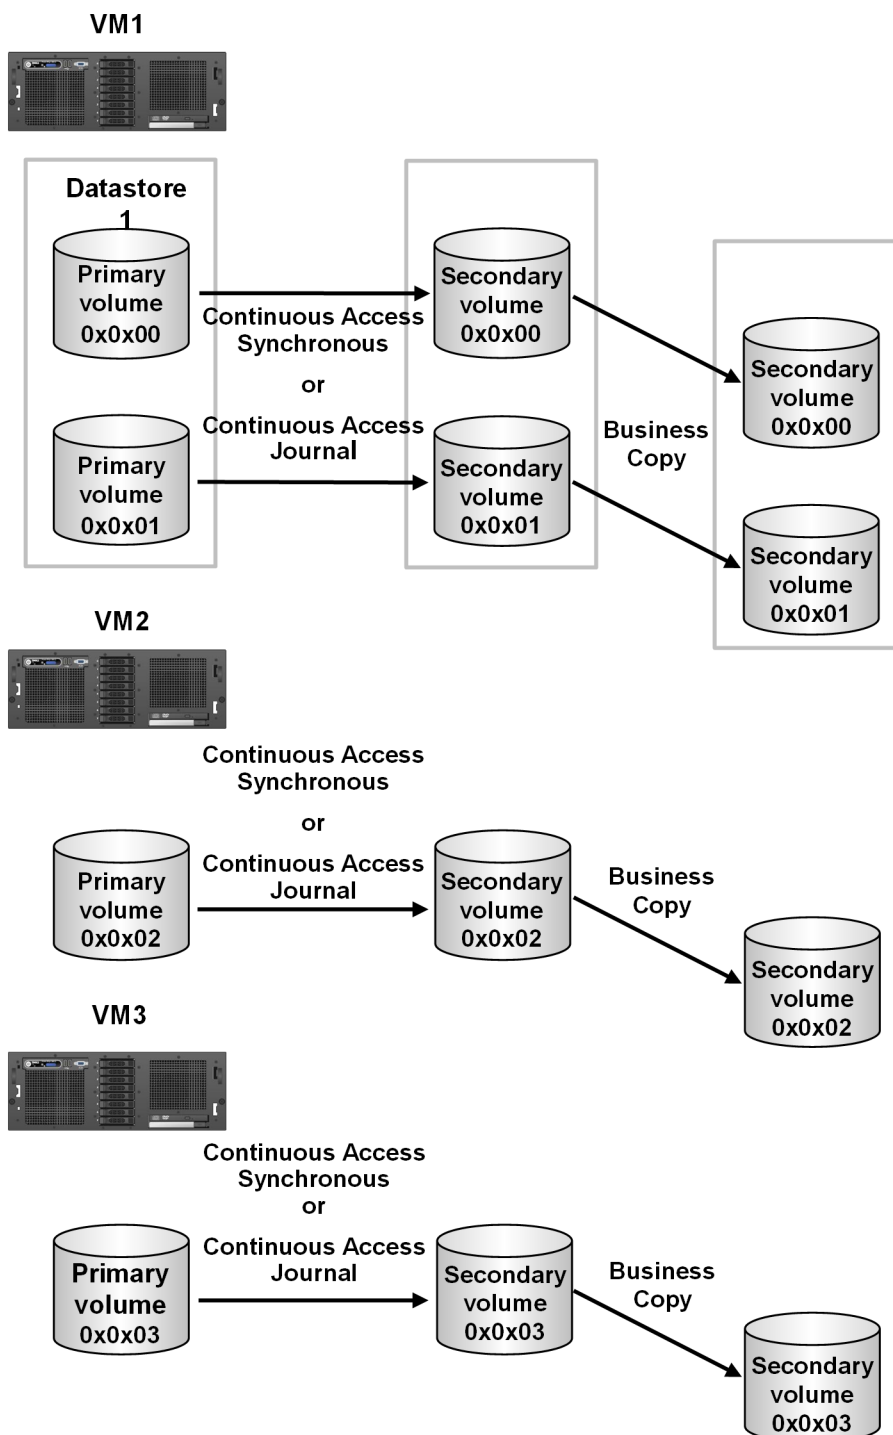 VM1
Datastore
1
Primary
volume
0x0x00
Continuous Access
Synchronous
or
Continuous Access
Journal
Secondary
volume
0x0x00
Secondary
volume
0x0x00
Primary
volume
0x0x01
Secondary
volume
0x0x01
Business
Copy
Secondary
volume
0x0x01
VM2
Continuous Access
Synchronous
or
Continuous Access
Journal
Primary
volume
0x0x02
Secondary
volume
0x0x02
Business
Copy
Secondary
volume
0x0x02
VM3
Continuous Access
Synchronous
or
Continuous Access
Journal
Primary
volume
0x0x03
Secondary
volume
0x0x03
Business
Copy
Secondary
volume
0x0x03